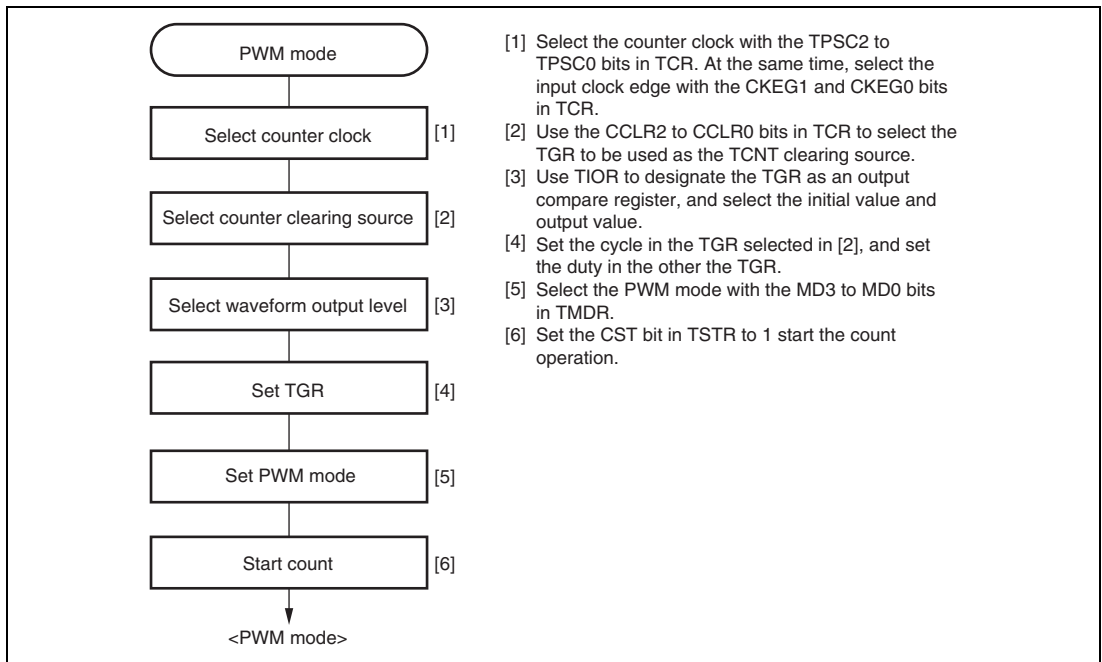 PWM mode
Select counter clock
[1]
Select counter clearing source
[2]
Select waveform output level
[3]
Set TGR
[4]
Set PWM mode
[5]
Start count
[6]
<PWM mode>
[1] Select the counter clock with the TPSC2 to
TPSC0 bits in TCR. At the same time, select the
input clock edge with the CKEG1 and CKEG0 bits
in TCR.
[2] Use the CCLR2 to CCLR0 bits in TCR to select the
TGR to be used as the TCNT clearing source.
[3] Use TIOR to designate the TGR as an output
compare register, and select the initial value and
output value.
[4] Set the cycle in the TGR selected in [2], and set
the duty in the other the TGR.
[5] Select the PWM mode with the MD3 to MD0 bits
in TMDR.
[6] Set the CST bit in TSTR to 1 start the count
operation.